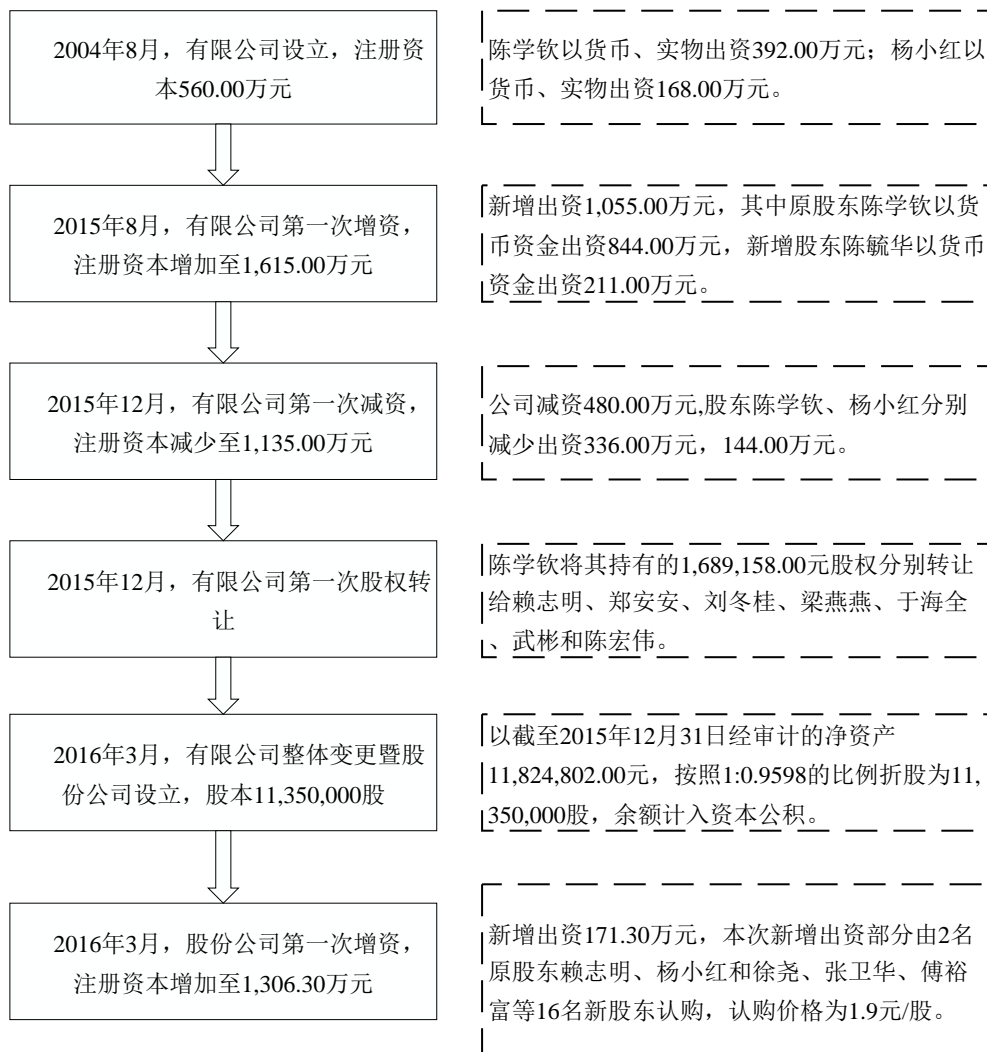 2004年8月，有限公司设立，注册资
本560.00万元
陈学钦以货币、实物出资392.00万元；杨小红以
货币、实物出资168.00万元。
2015年8月，有限公司第一次增资，
注册资本增加至1,615.00万元
新增出资1,055.00万元，其中原股东陈学钦以货
币资金出资844.00万元，新增股东陈毓华以货币
资金出资211.00万元。
2015年12月，有限公司第一次减资，
注册资本减少至1,135.00万元
公司减资480.00万元,股东陈学钦、杨小红分别
减少出资336.00万元，144.00万元。
2015年12月，有限公司第一次股权转
让
陈学钦将其持有的1,689,158.00元股权分别转让
给赖志明、郑安安、刘冬桂、梁燕燕、于海全
、武彬和陈宏伟。
2016年3月，有限公司整体变更暨股
份公司设立，股本11,350,000股
以截至2015年12月31日经审计的净资产
11,824,802.00元，按照1:0.9598的比例折股为11,
350,000股，余额计入资本公积。
2016年3月，股份公司第一次增资，
注册资本增加至1,306.30万元
新增出资171.30万元，本次新增出资部分由2名
原股东赖志明、杨小红和徐尧、张卫华、傅裕
富等16名新股东认购，认购价格为1.9元/股。